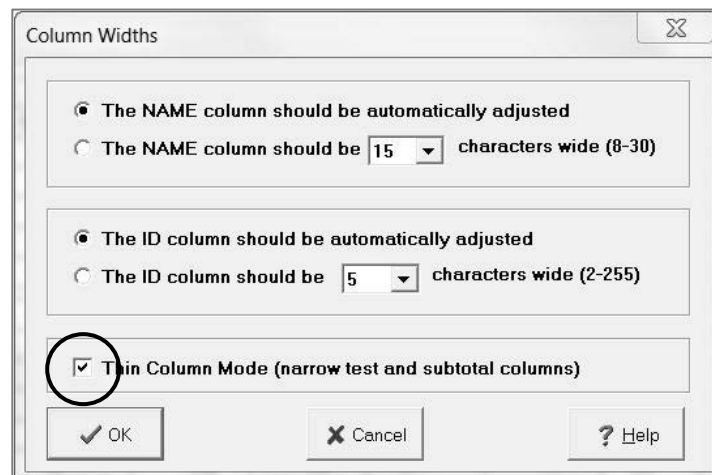 Column Widths
The NAME column should be automatically adjusted
The NAME column should be 15 characters wide (8-30)
The ID column should be automatically adjusted
The ID column should be 5 characters wide (2-255)
Thin Column Mode (narrow test and subtotal columns)
OK Cancel ? Help